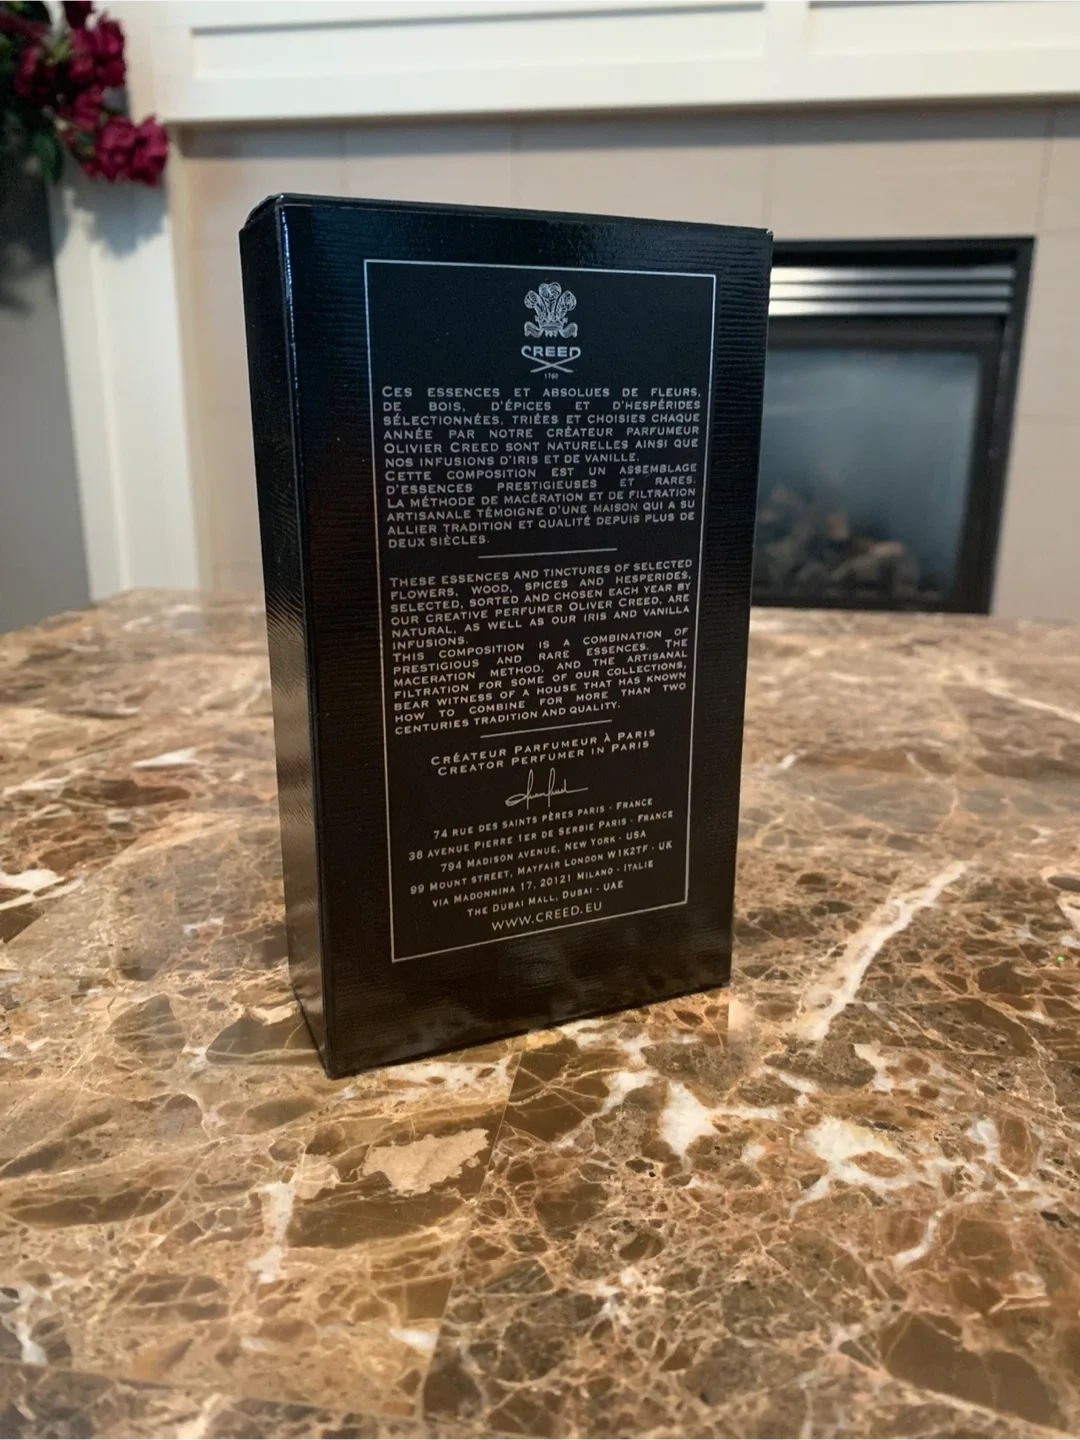 CREED
1760
CES ESSENCES ET ABSOLUES DE FLEURS,
DE BOIS, D'ÉPICES ET D'HESPÉRIDES
SÉLECTIONNÉES, TRIÉES ET CHOISIES CHAQUE
ANNÉE PAR NOTRE CRÉATEUR PARFUMEUR
OLIVIER CREED SONT NATURELLES AINSI QUE
NOS INFUSIONS D'IRIS ET DE VANILLE.
CETTE COMPOSITION EST UN ASSEMBLAGE
D'ESSENCES PRESTIGIEUSES ET RARES.
LA MÉTHODE DE MACÉRATION ET DE FILTRATION
ARTISANALE TÉMOIGNE D'UNE MAISON QUI A SU
ALLIER TRADITION ET QUALITÉ DEPUIS PLUS DE
DEUX SIÈCLES.
THESE ESSENCES AND TINCTURES OF SELECTED
FLOWERS, WOOD, SPICES AND HESPERIDES,
SELECTED, SORTED AND CHOSEN EACH YEAR BY
OUR CREATIVE PERFUMER OLIVER CREED, ARE
NATURAL, AS WELL AS OUR IRIS AND VANILLA
INFUSIONS.
THIS COMPOSITION IS A COMBINATION OF
PRESTIGIOUS AND RARE ESSENCES. THE
MACERATION METHOD, AND THE ARTISANAL
FILTRATION FOR SOME OF OUR COLLECTIONS,
BEAR WITNESS OF A HOUSE THAT HAS KNOWN
HOW TO COMBINE FOR MORE THAN TWO
CENTURIES TRADITION AND QUALITY.
CRÉATEUR PARFUMEUR À PARIS
CREATOR PERFUMER IN PARIS
74 RUE DES SAINTS PÈRES PARIS - FRANCE
38 AVENUE PIERRE 1ER DE SERBIE PARIS - FRANCE
794 MADISON AVENUE, NEW YORK - USA
99 MOUNT STREET, MAYFAIR LONDON W1K2TF - UK
VIA MADONNINA 17, 20121 MILANO - ITALIE
THE DUBAI MALL, DUBAI - UAE
WWW.CREED.EU